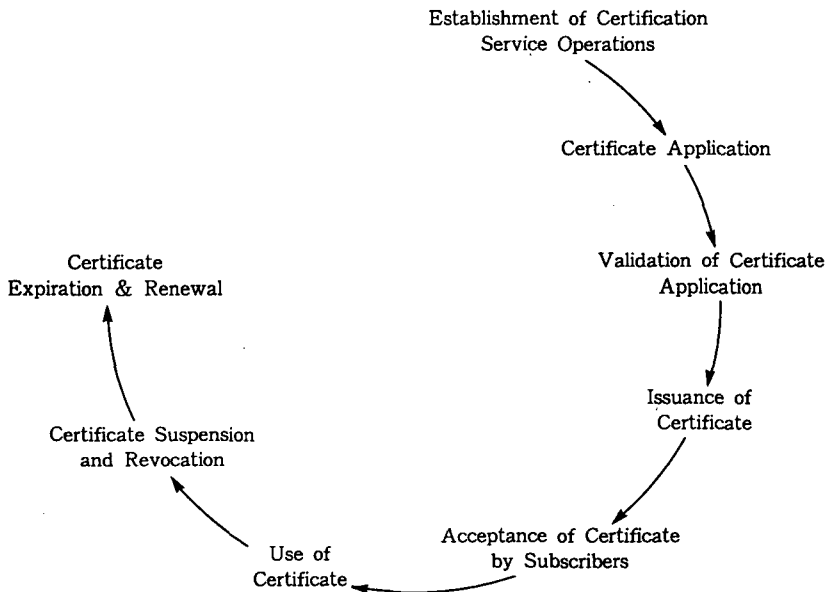 Establishment of Certification
Service Operations
Certificate Application
Validation of Certificate
Application
Issuance of
Certificate
Acceptance of Certificate
by Subscribers
Use of
Certificate
Certificate Suspension
and Revocation
Certificate
Expiration & Renewal